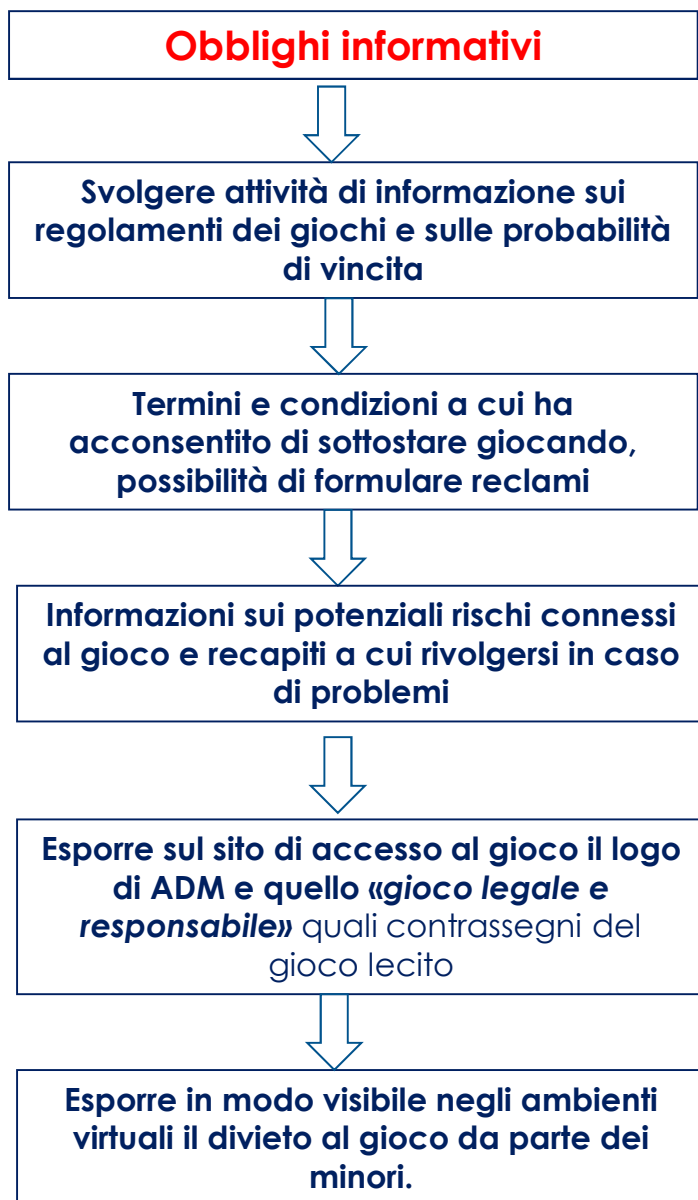 Obblighi informativi
Svolgere attività di informazione sui
regolamenti dei giochi e sulle probabilità
di vincita
Termini e condizioni a cui ha
acconsentito di sottostare giocando,
possibilità di formulare reclami
Informazioni sui potenziali rischi connessi
al gioco e recapiti a cui rivolgersi in caso
di problemi
Esporre sul sito di accesso al gioco il logo
di ADM e quello «gioco legale e
responsabile» quali contrassegni del
gioco lecito
Esporre in modo visibile negli ambienti
virtuali il divieto al gioco da parte dei
minori.